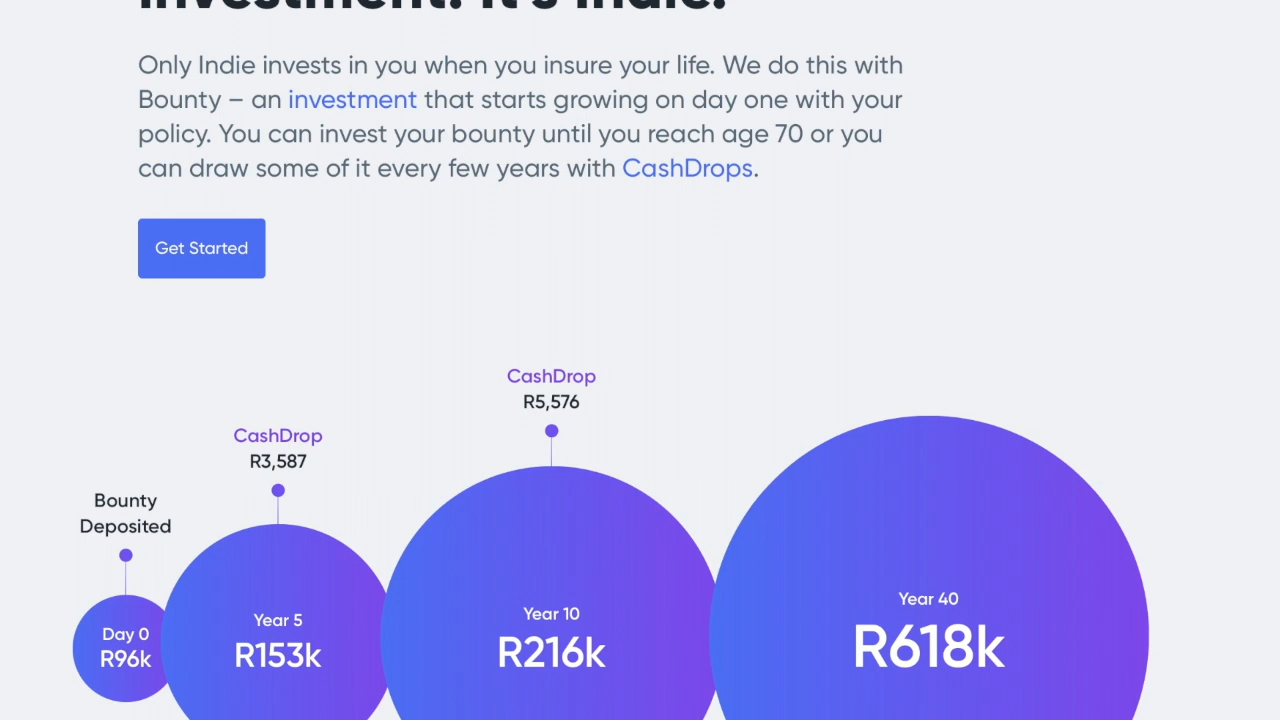 investment. It's Indie.
Only Indie invests in you when you insure your life. We do this with
Bounty – an investment that starts growing on day one with your
policy. You can invest your bounty until you reach age 70 or you
can draw some of it every few years with CashDrops.
Get Started
CashDrop
R5,576
CashDrop
R3,587
Bounty
Deposited
Day 0
R96k
Year 5
R153k
Year 10
R216k
Year 40
R618k